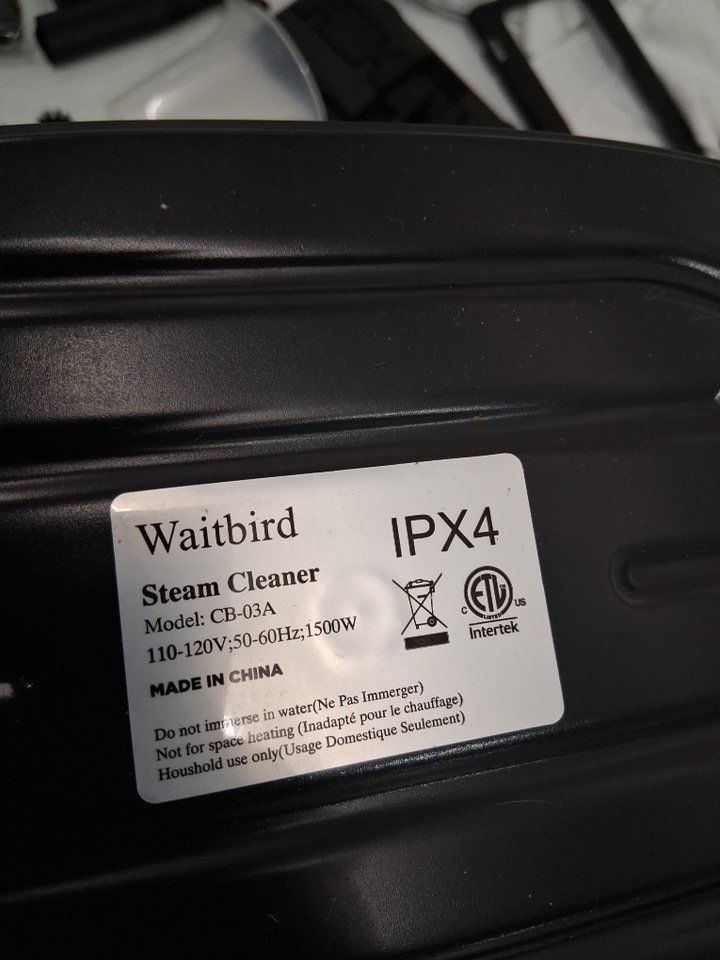 Waitbird
IPX4
Steam Cleaner
Model: CB-03A
110-120V;50-60Hz;1500W
MADE IN CHINA
C ETL LISTED US
Intertek
Do not immerse in water(Ne Pas Immerger)
Not for space heating (Inadapté pour le chauffage)
Houshold use only(Usage Domestique Seulement)